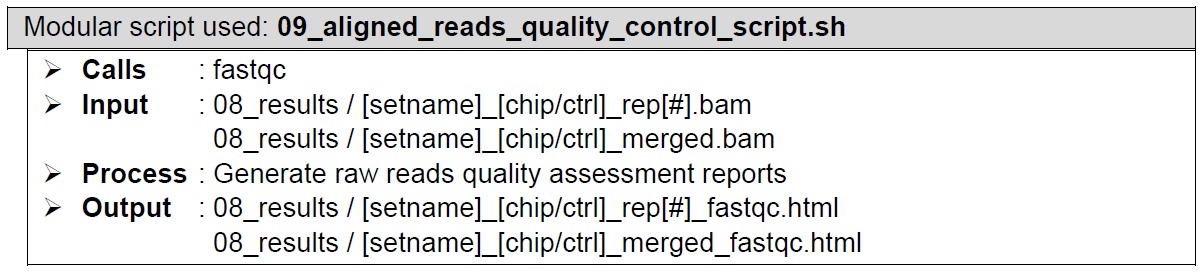 Modular script used: 09_aligned_reads_quality_control_script.sh
➢ Calls : fastqc
➢ Input : 08_results / [setname]_[chip/ctrl]_rep[#].bam
08_results / [setname]_[chip/ctrl]_merged.bam
➢ Process : Generate raw reads quality assessment reports
➢ Output : 08_results / [setname]_[chip/ctrl]_rep[#]_fastqc.html
08_results / [setname]_[chip/ctrl]_merged_fastqc.html